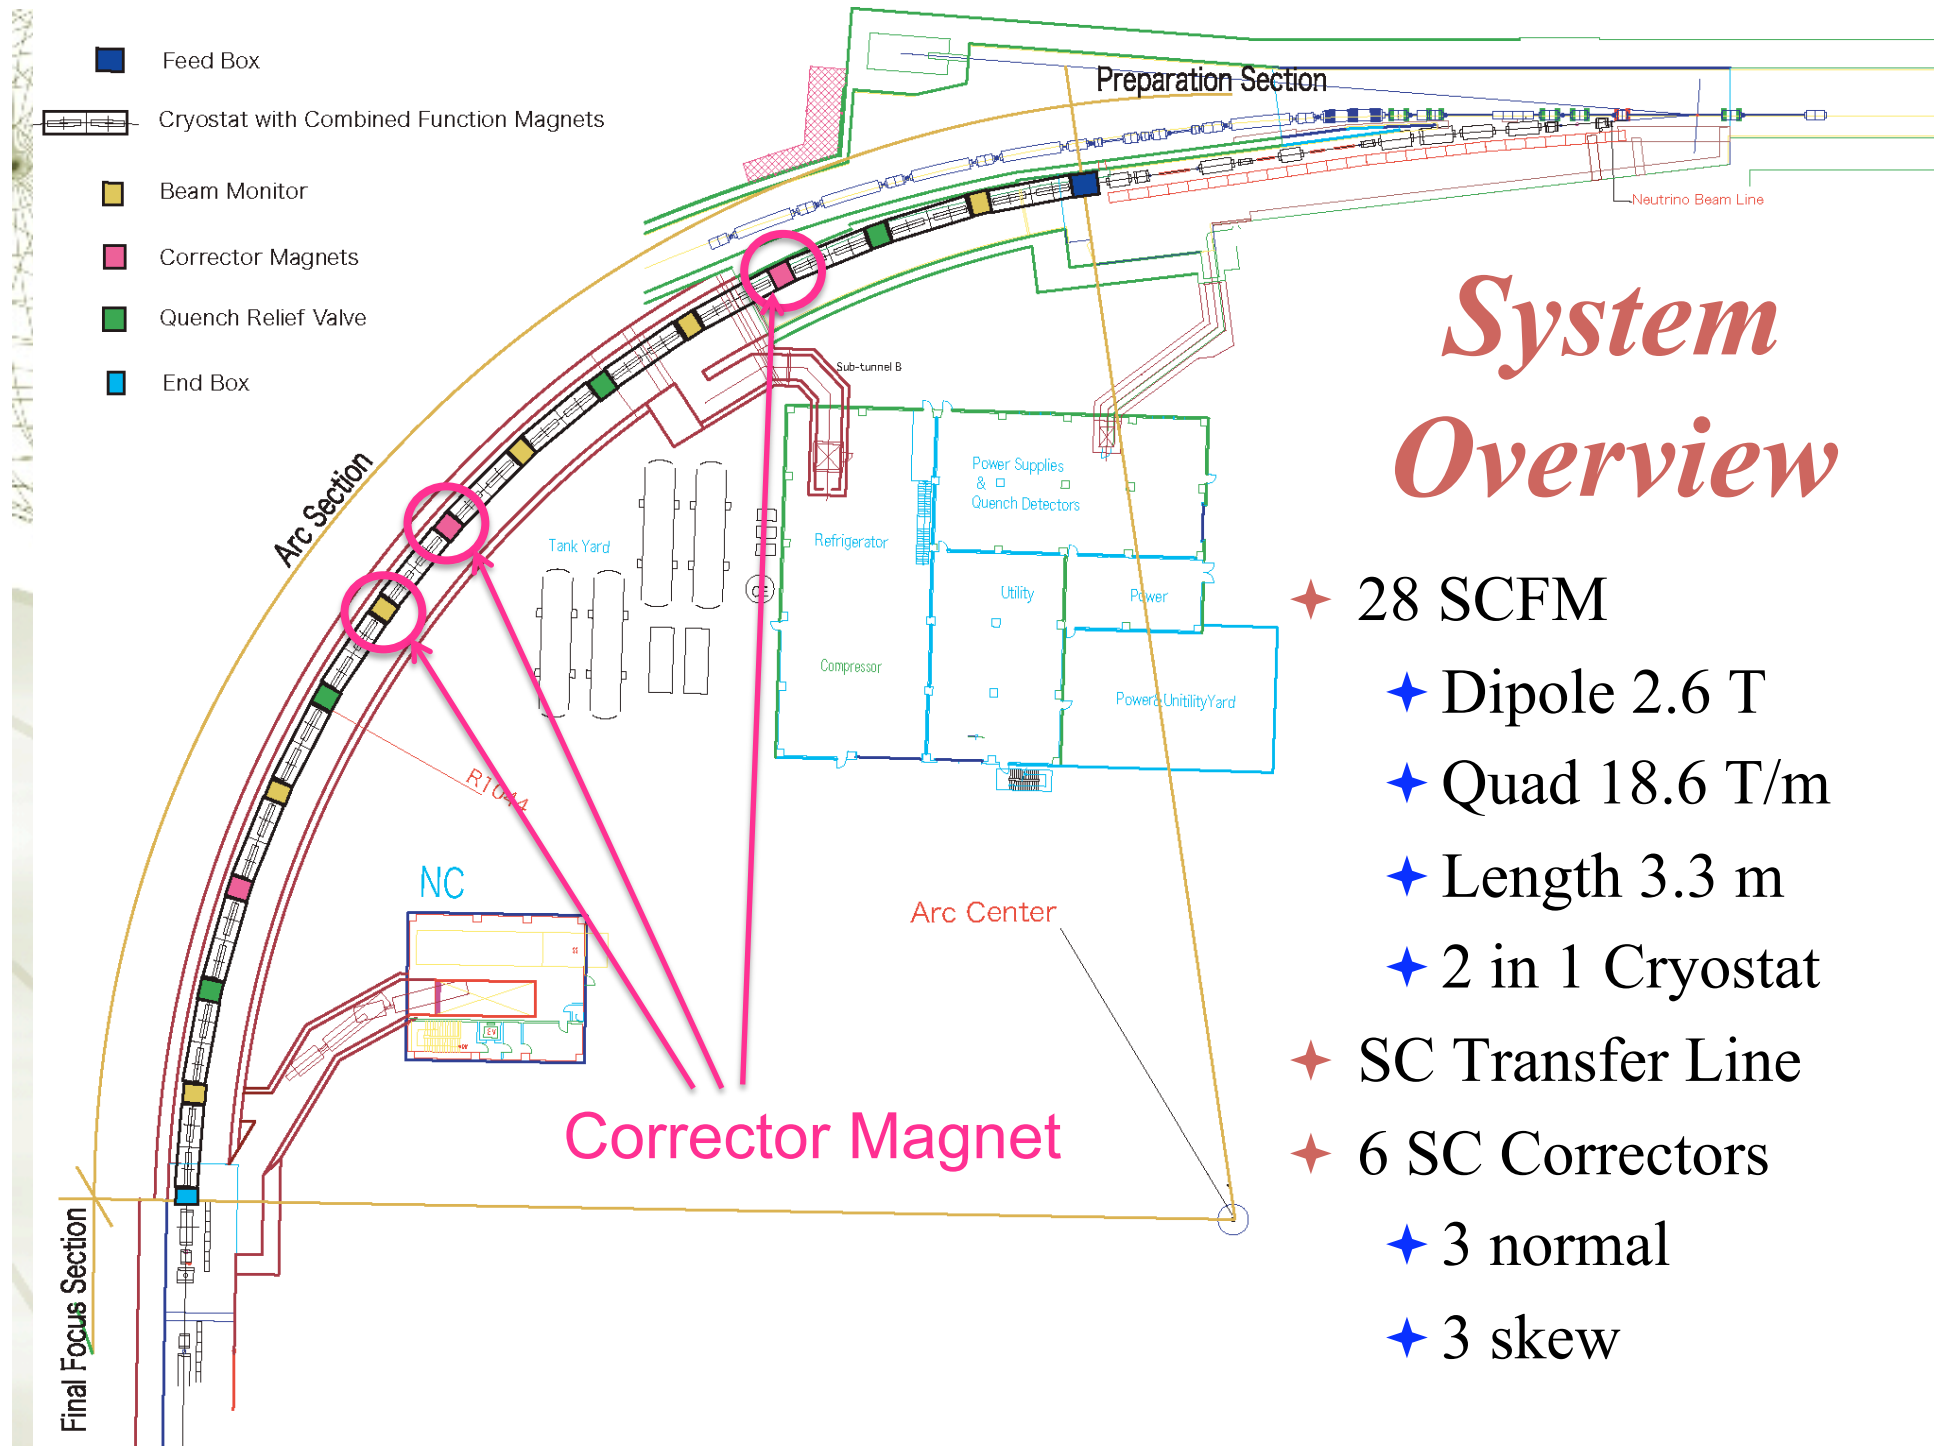 Feed Box
Cryostat with Combined Function Magnets
Beam Monitor
Corrector Magnets
Quench Relief Valve
End Box
Preparation Section
Neutrino Beam Line
Sub-tunnel B
Arc Section
Tank Yard
Power Supplies
&
Quench Detectors
Refrigerator
Utility
Power
Compressor
Power&UnitilityYard
R1044
NC
Arc Center
EV
Corrector Magnet
Final Focus Section
System
Overview
28 SCFM
Dipole 2.6 T
Quad 18.6 T/m
Length 3.3 m
2 in 1 Cryostat
SC Transfer Line
6 SC Correctors
3 normal
3 skew